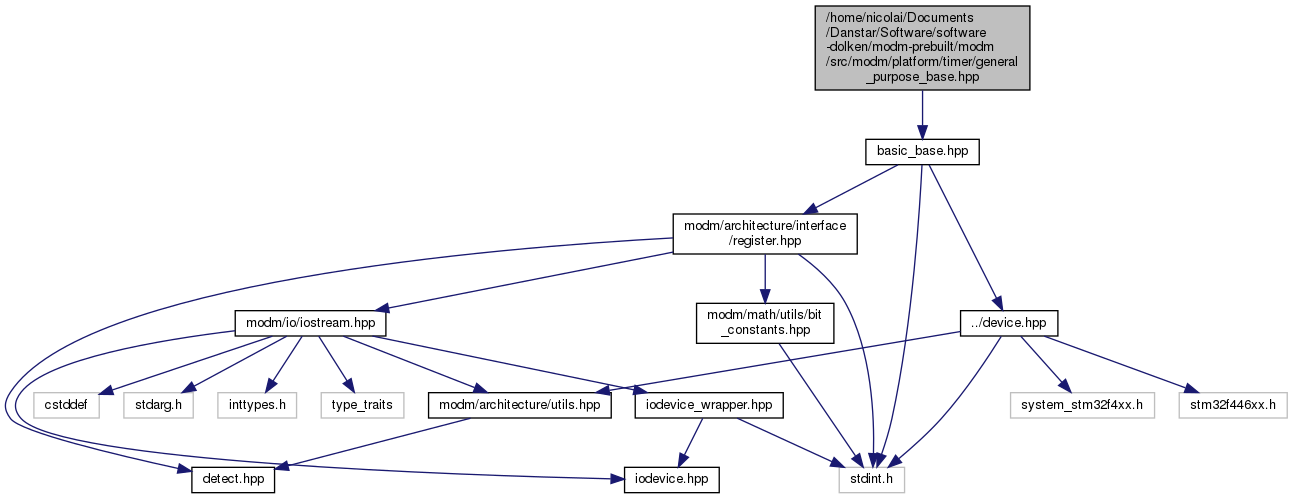 /home/nicolai/Documents
/Danstar/Software/software
-dolken/modm-prebuilt/modm
/src/modm/platform/timer/general
_purpose_base.hpp
basic_base.hpp
modm/architecture/interface
/register.hpp
modm/io/iostream.hpp
modm/math/utils/bit
_constants.hpp
../device.hpp
cstddef
stdarg.h
inttypes.h
type_traits
modm/architecture/utils.hpp
iodevice_wrapper.hpp
system_stm32f4xx.h
stm32f446xx.h
detect.hpp
iodevice.hpp
stdint.h